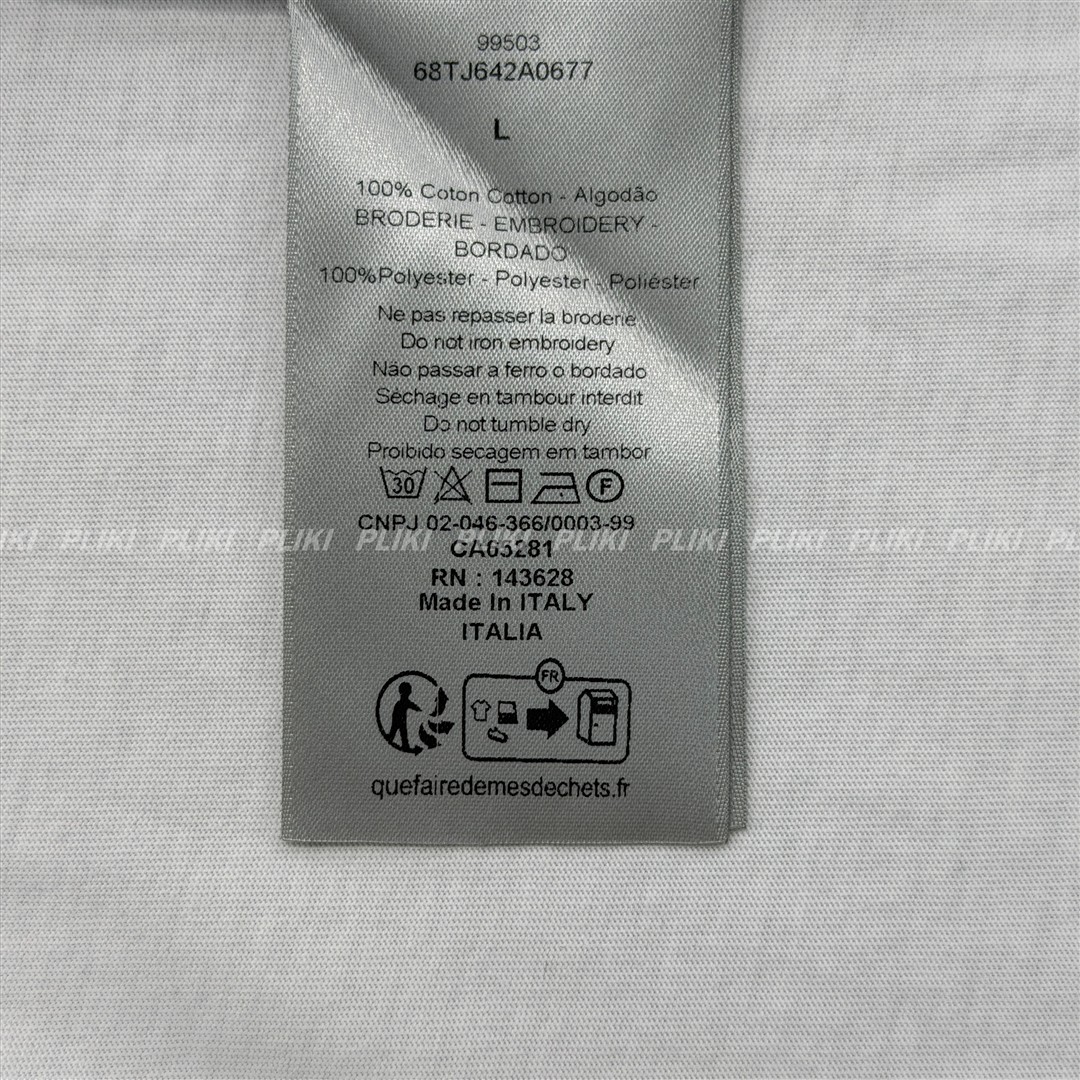 99503
68TJ642A0677
L
100% Coton Cotton - Algodão
BRODERIE - EMBROIDERY -
BORDADO
100%Polyester - Polyester - Poliéster
Ne pas repasser la broderie
Do not iron embroidery
Não passar a ferro o bordado
Séchage en tambour interdit
Do not tumble dry
Proibido secagem em tambor
30 F
CNPJ 02-046-366/0003-99
PLIKI PLIKI PLIKI PLIKI PLIKI PLIKI PLIKI PLIKI PLIKI PLIKI
CA65281
RN : 143628
Made In ITALY
ITALIA
FR
quefairedemesdechets.fr